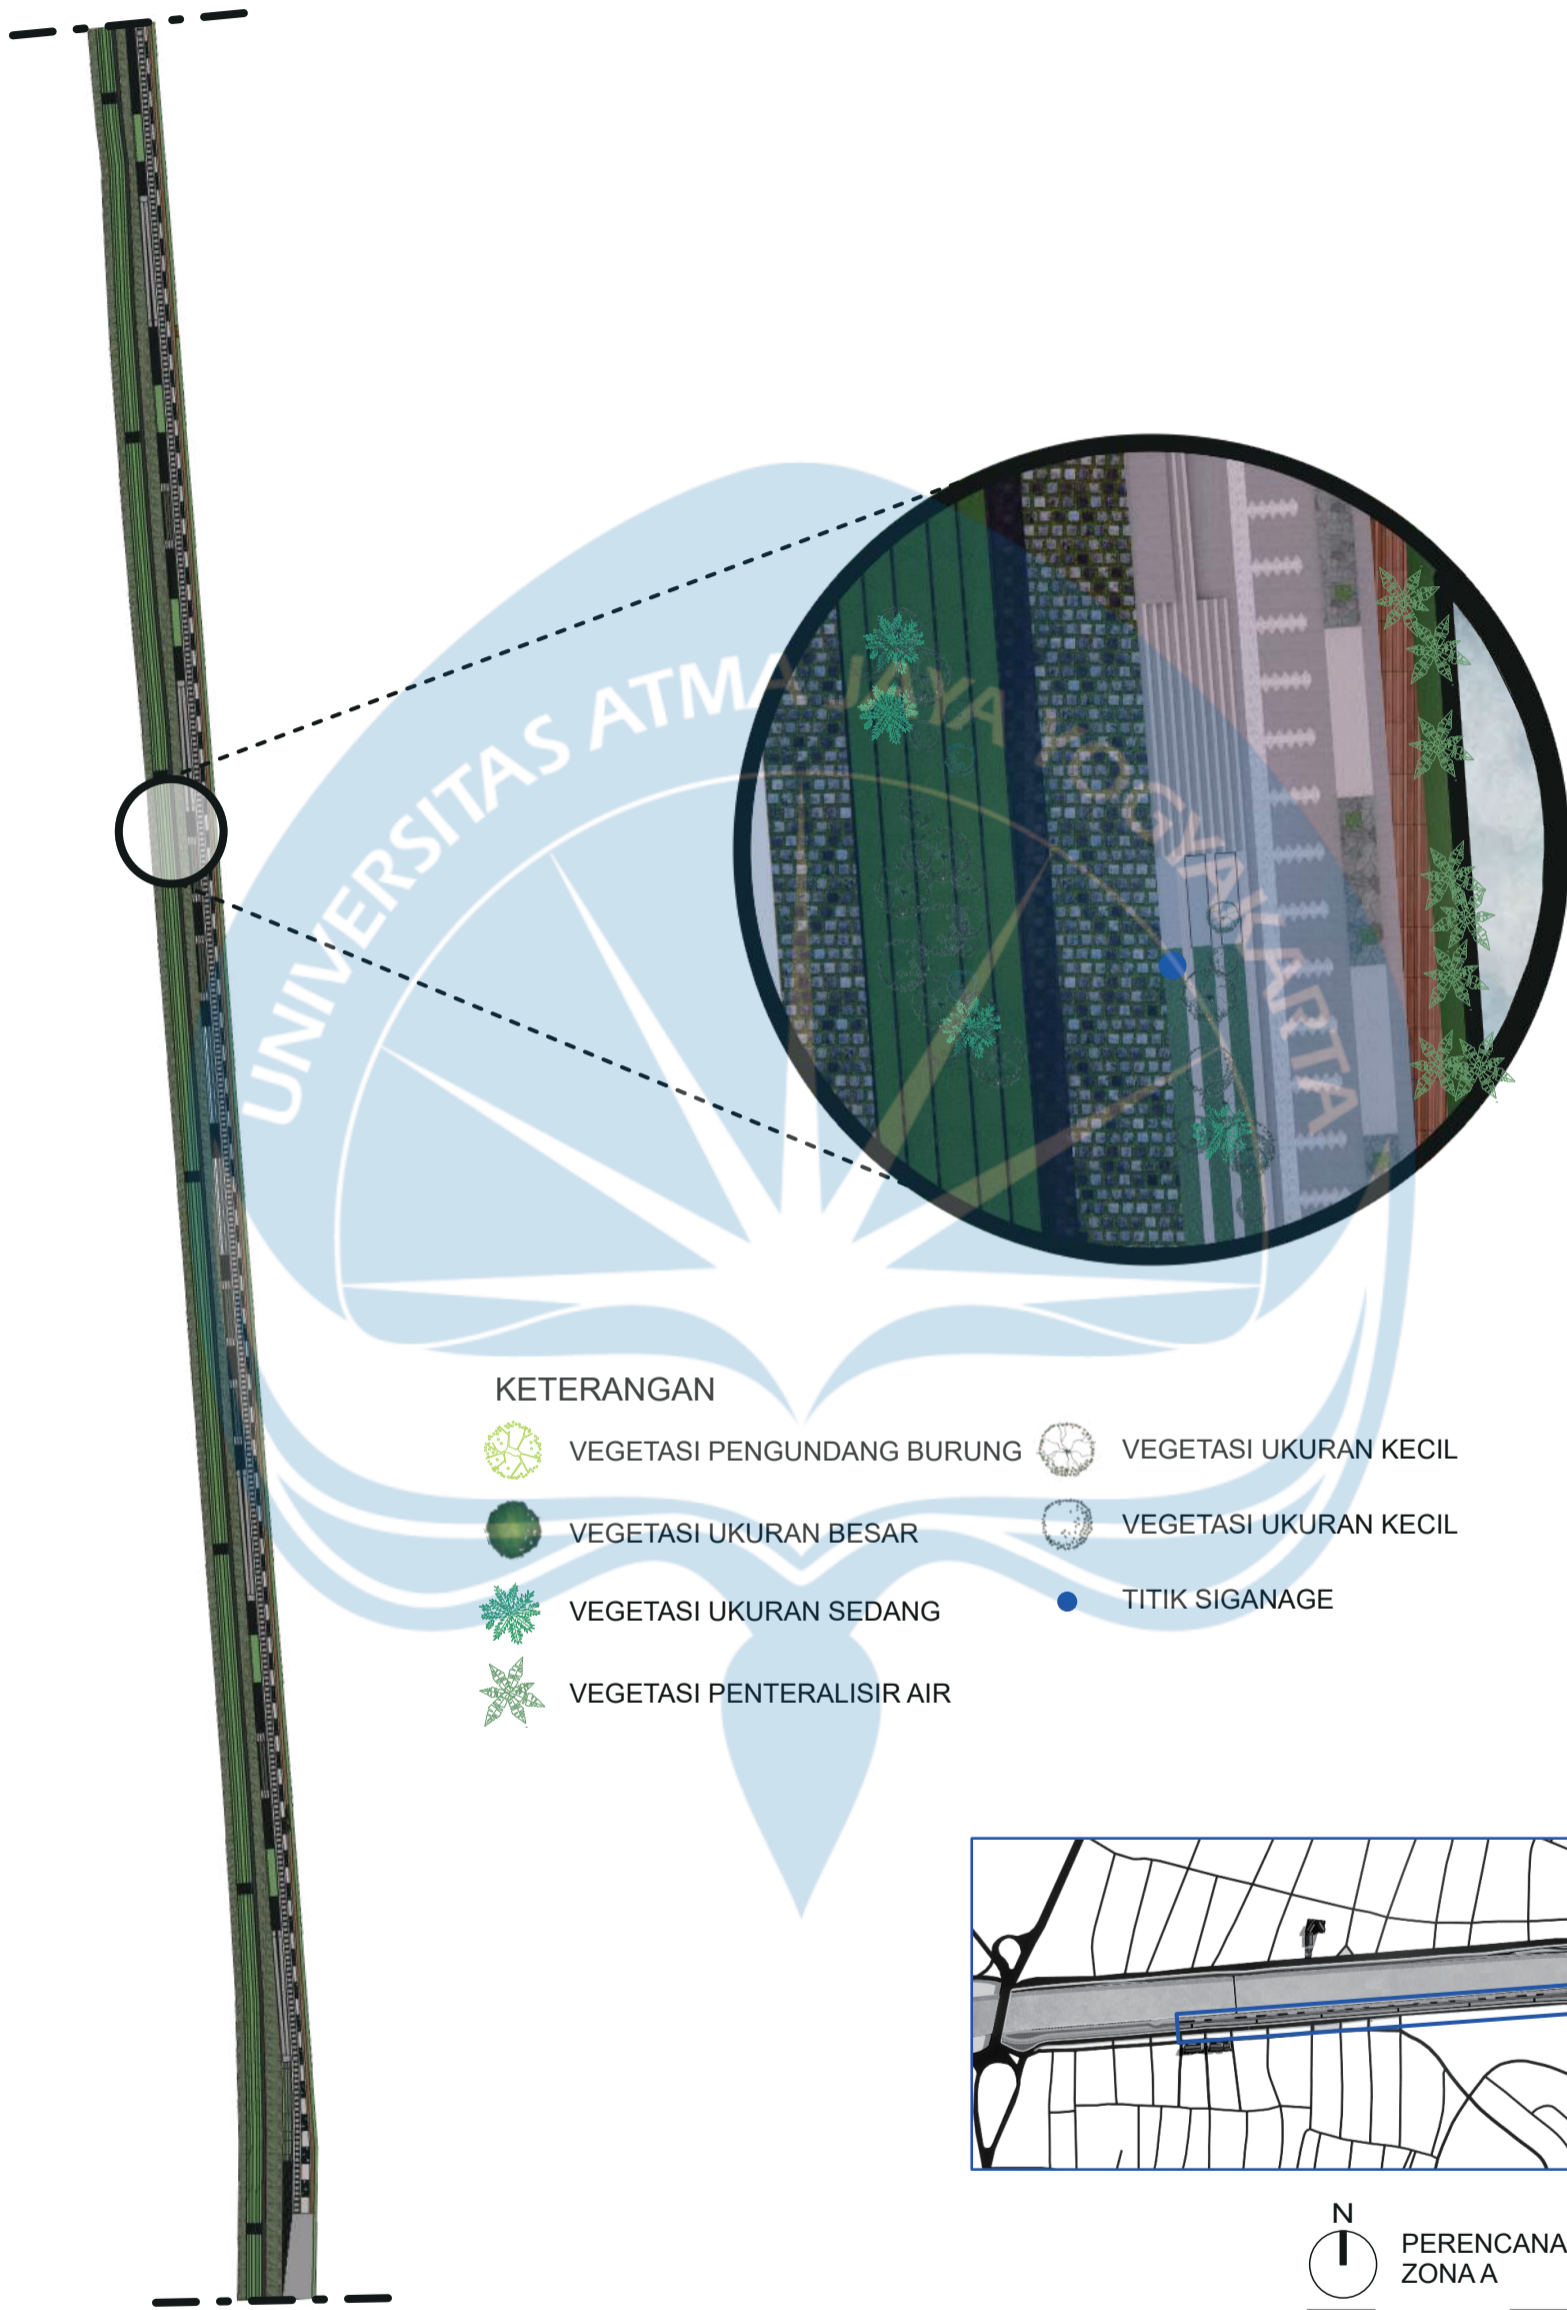 UNIVERSITAS ATMA JAYA YOGYAKARTA
KETERANGAN
VEGETASI PENGUNDANG BURUNG
VEGETASI UKURAN BESAR
VEGETASI UKURAN SEDANG
VEGETASI PENTERALISIR AIR
VEGETASI UKURAN KECIL
VEGETASI UKURAN KECIL
TITIK SIGANAGE
N
PERENCANA
ZONA A